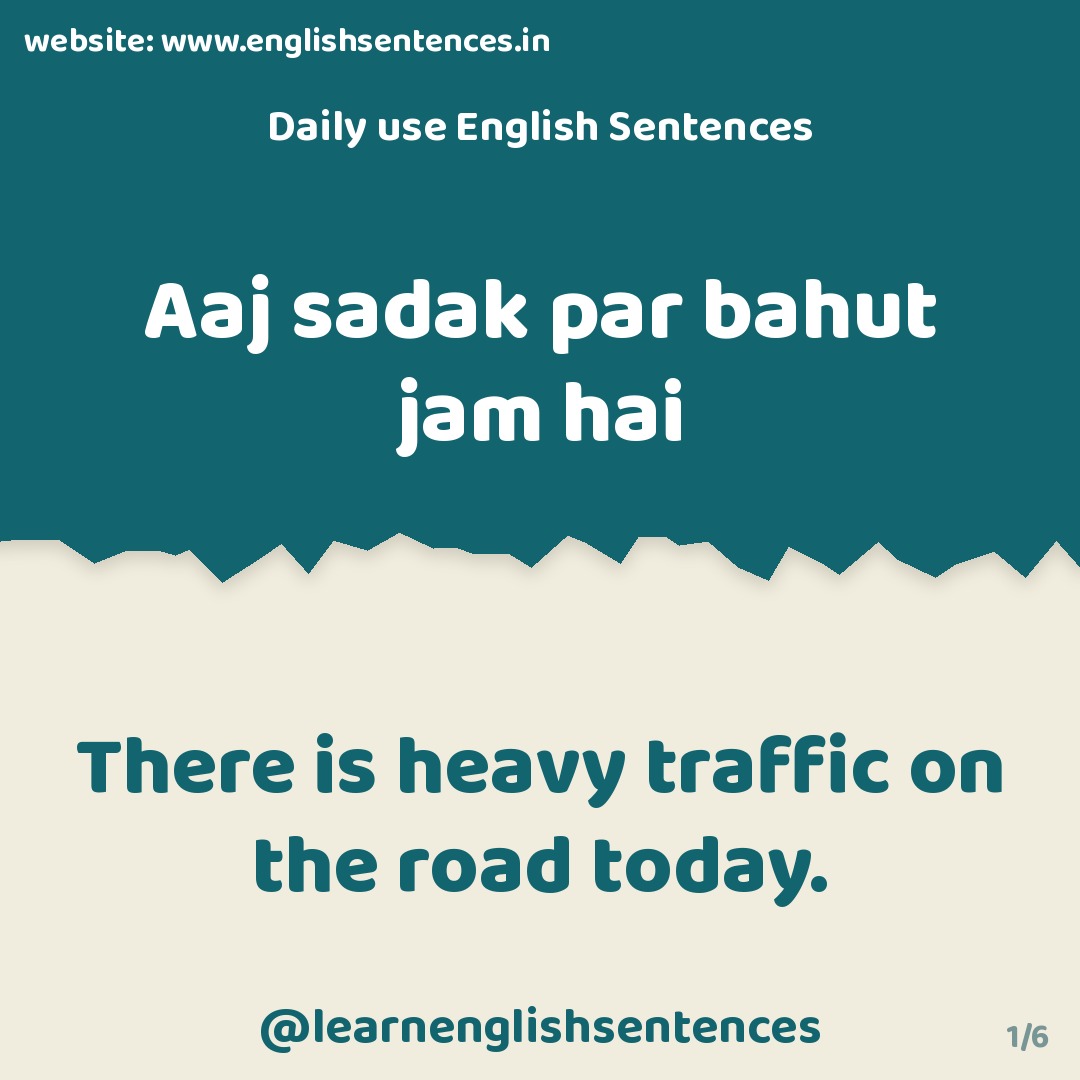 website: www.englishsentences.in
Daily use English Sentences
Aaj sadak par bahut
jam hai
There is heavy traffic on
the road today.
@learnenglishsentences
1/6